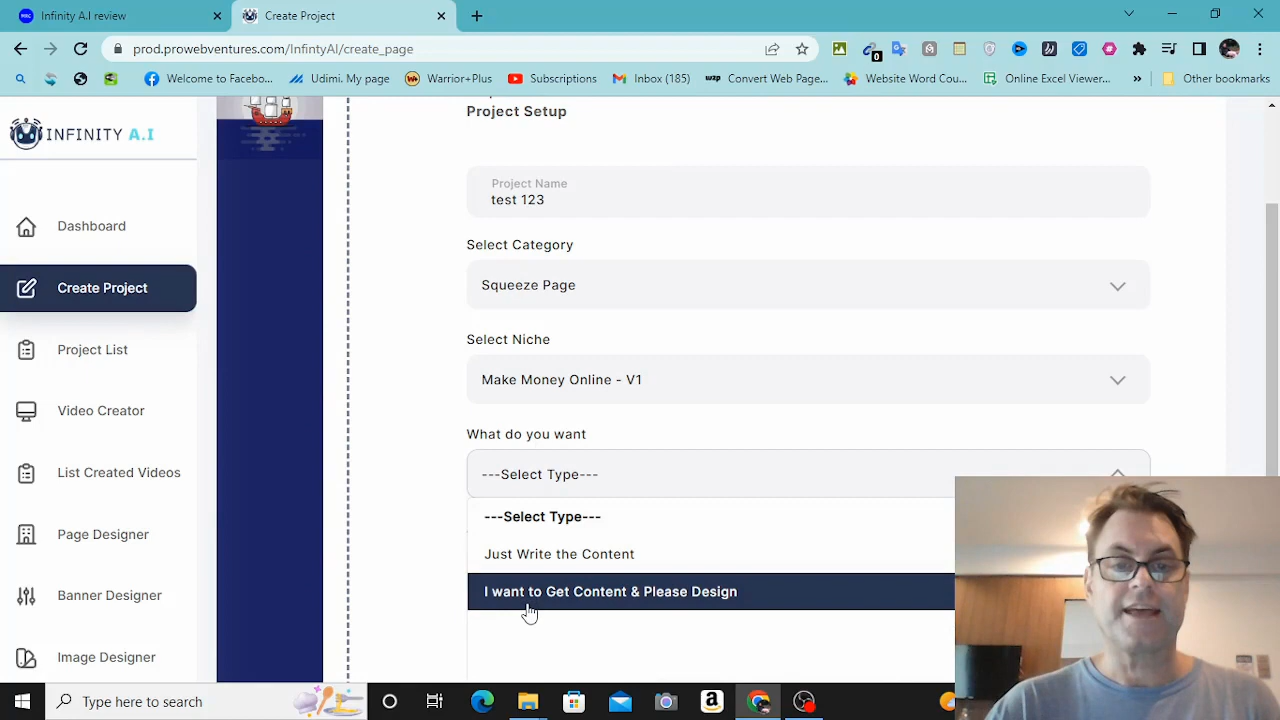 Infinity A.I review
Create Project
prod.prowebventures.com/InfintyAI/create_page
0
Welcome to Facebo...
Udimi. My page
Warrior+Plus
Subscriptions
Inbox (185)
WZP
Convert Web Page...
Website Word Cou...
Online Excel Viewer...
»
Other bookmarks
INFINITY A.I
Dashboard
Create Project
Project List
Video Creator
List Created Videos
Page Designer
Banner Designer
Image Designer
Project Setup
Project Name
test 123
Select Category
Squeeze Page
Select Niche
Make Money Online - V1
What do you want
---Select Type---
---Select Type---
Just Write the Content
I want to Get Content & Please Design
Type here to search